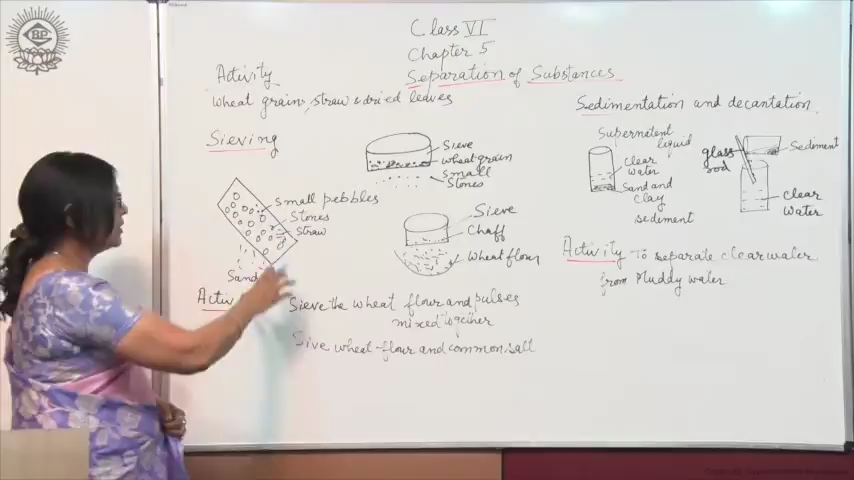 Class VI
Chapter 5
Separation of Substances
Activity
Wheat grain, straw & dried leaves
Sieving
Sieve
wheat grain
small
stones
Small pebbles
Stones
Straw
Sand
Sieve
Chaff
Wheat flour
Activ
Sieve the wheat flour and pulses
mixed together
Sive wheat-flour and common salt
Sedimentation and decantation
Supernatent
liquid
clear
water
Sand and
clay
sediment
glass
rod
Sediment
clear
water
Activity To separate clear water
from Muddy water